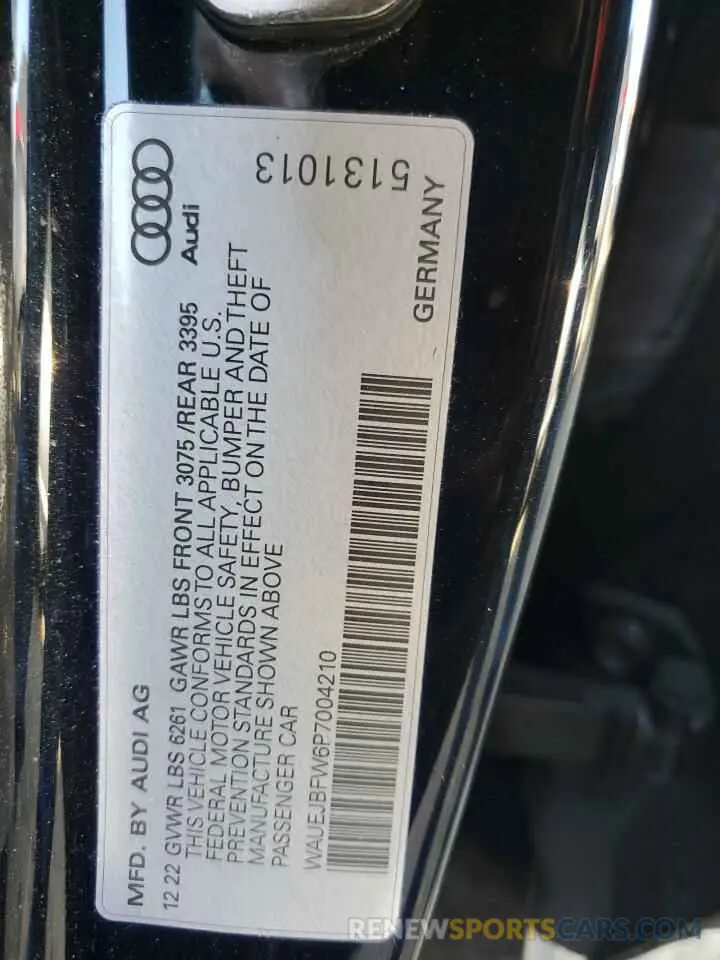 MFD. BY AUDI AG
Audi
12 22 GVWR LBS 6261 GAWR LBS FRONT 3075 /REAR 3395
THIS VEHICLE CONFORMS TO ALL APPLICABLE U.S.
FEDERAL MOTOR VEHICLE SAFETY, BUMPER AND THEFT
PREVENTION STANDARDS IN EFFECT ON THE DATE OF
MANUFACTURE SHOWN ABOVE
PASSENGER CAR
WAUEJBFW6P7004210
5131013
GERMANY
RENEWSPORTSCARS.COM